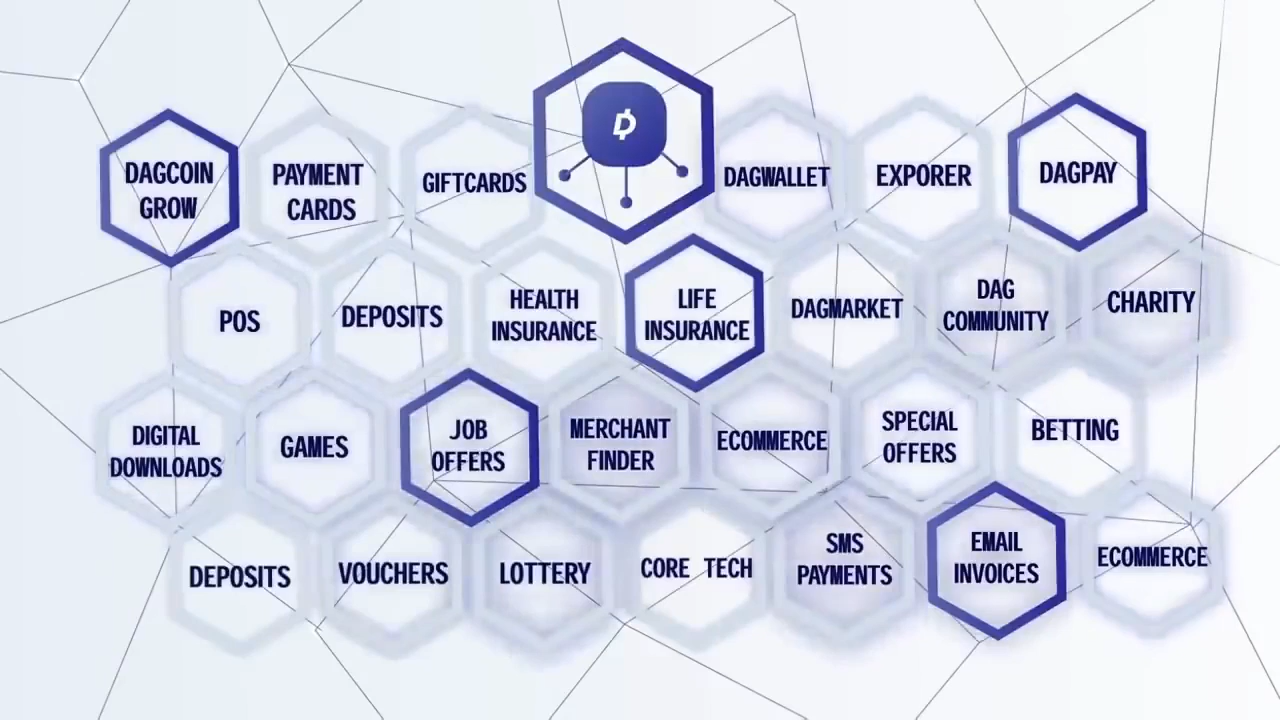 DAGCOIN
GROW
PAYMENT
CARDS
GIFTCARDS
DAGWALLET
EXPORER
DAGPAY
POS
DEPOSITS
HEALTH
INSURANCE
LIFE
INSURANCE
DAGMARKET
DAG
COMMUNITY
CHARITY
DIGITAL
DOWNLOADS
GAMES
JOB
OFFERS
MERCHANT
FINDER
ECOMMERCE
SPECIAL
OFFERS
BETTING
DEPOSITS
VOUCHERS
LOTTERY
CORE TECH
SMS
PAYMENTS
EMAIL
INVOICES
ECOMMERCE